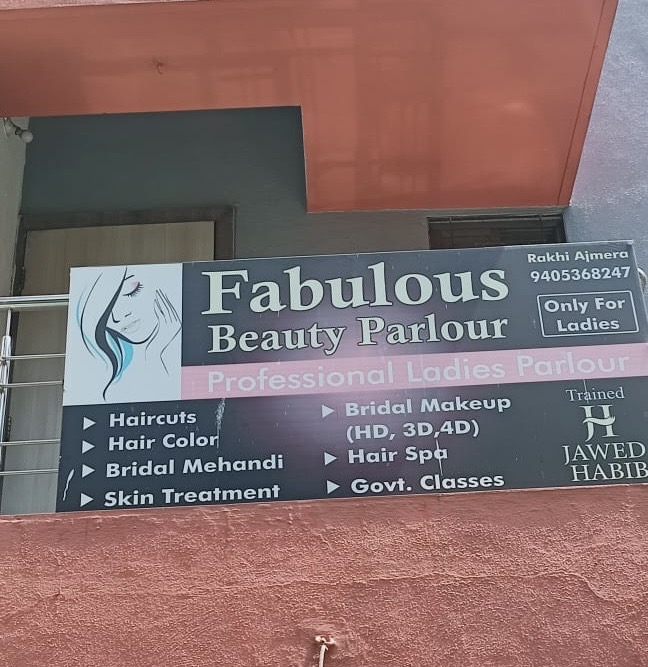 Fabulous
Beauty Parlour
Rakhi Ajmera
9405368247
Only For
Ladies
Professional Ladies Parlour
Haircuts
Hair Color
Bridal Mehandi
Skin Treatment
Bridal Makeup
(HD, 3D,4D)
Hair Spa
Govt. Classes
Trained
JAWED
HABIB